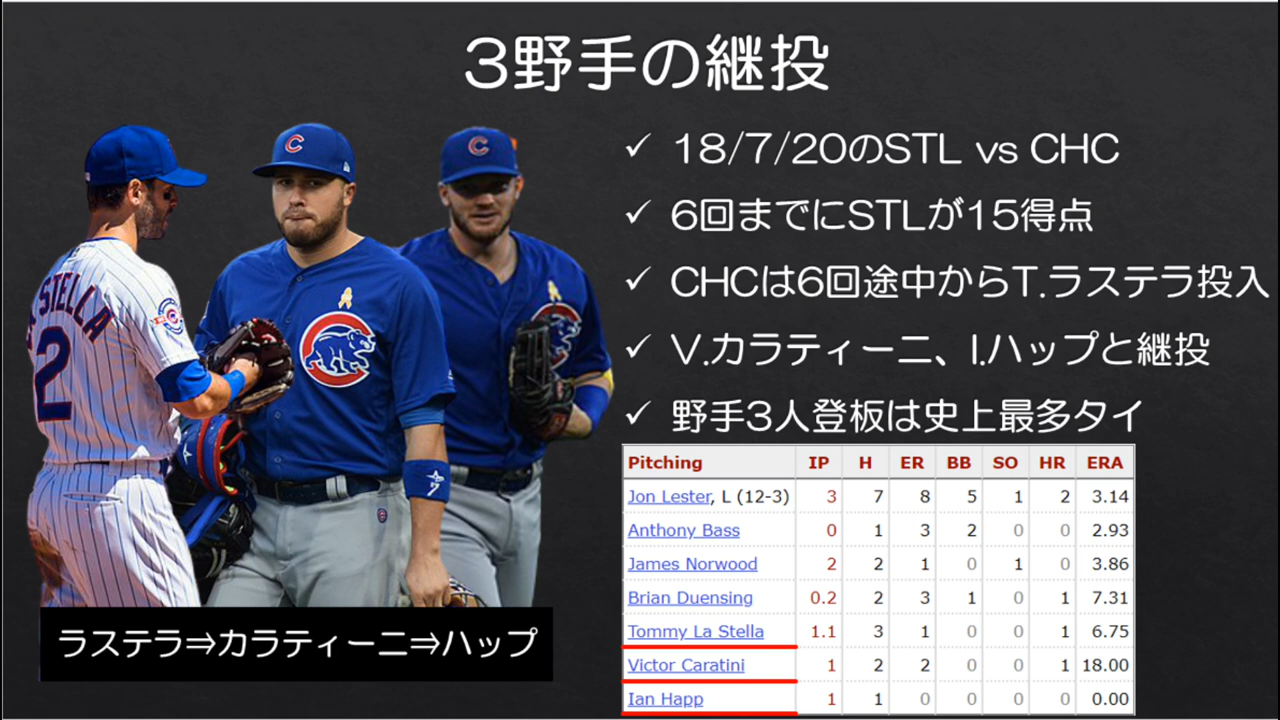 3野手の継投
✓ 18/7/20のSTL vs CHC
✓ 6回までにSTLが15得点
✓ CHCは6回途中からT.ラステラ投入
✓ V.カラティーニ、I.ハップと継投
✓ 野手3人登板は史上最多タイ
STELLA
2
C
C
7
ラステラ⇒カラティーニ⇒ハップ
Pitching IP H ER BB SO HR ERA
Jon Lester, L (12-3) 3 7 8 5 1 2 3.14
Anthony Bass 0 1 3 2 0 0 2.93
James Norwood 2 2 1 0 1 0 3.86
Brian Duensing 0.2 2 3 1 0 1 7.31
Tommy La Stella 1.1 3 1 0 0 1 6.75
Victor Caratini 1 2 2 0 0 1 18.00
Ian Happ 1 1 0 0 0 0 0.00